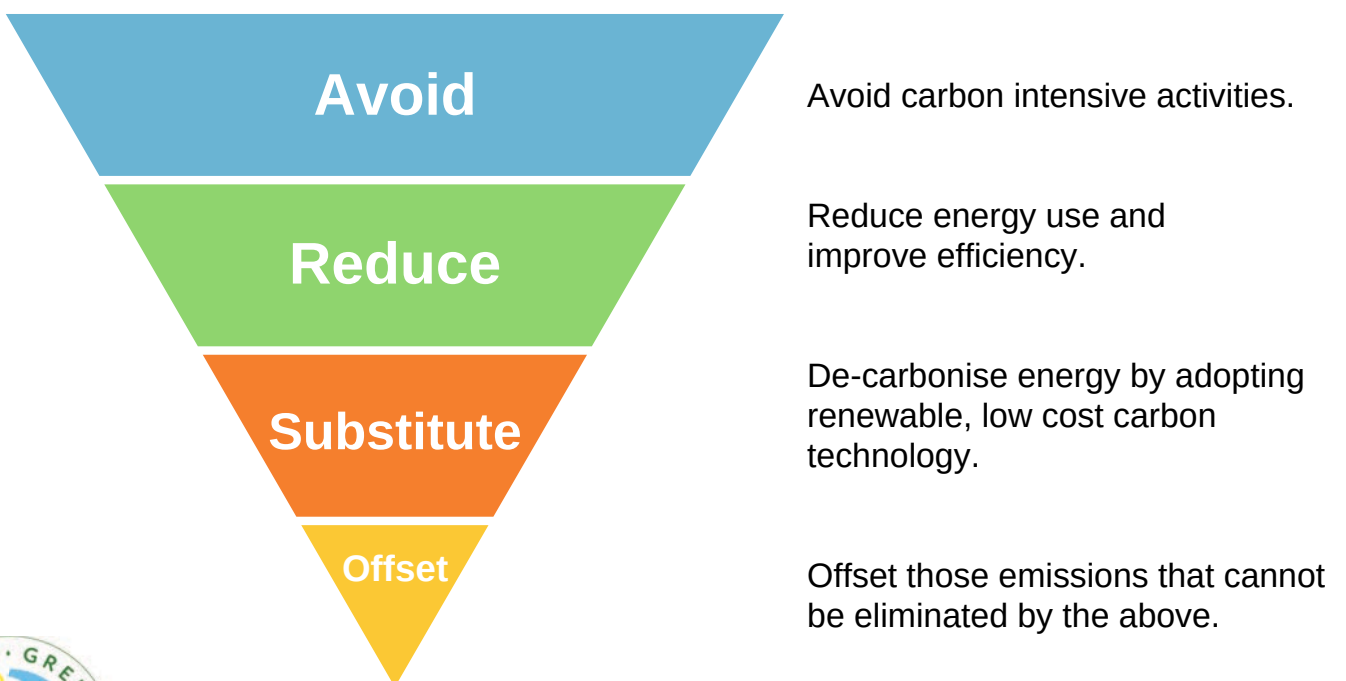 Avoid
Avoid carbon intensive activities.
Reduce
Reduce energy use and
improve efficiency.
Substitute
De-carbonise energy by adopting
renewable, low cost carbon
technology.
Offset
Offset those emissions that cannot
be eliminated by the above.